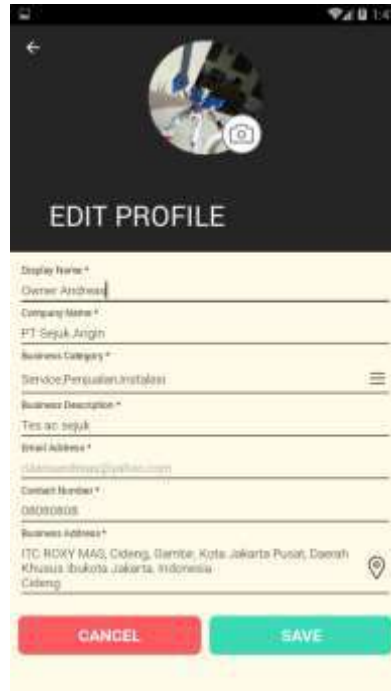 1:4
EDIT PROFILE
Display Name *
Owner Andreas
Company Name *
PT Sejuk Angin
Business Category *
Service,Penjualan,Instalasi
Business Description *
Tes ac sejuk
Email Address *
Contact Number *
08080808
Business Address *
ITC ROXY MAS, Cideng, Gambir, Kota Jakarta Pusat, Daerah
Khusus Ibukota Jakarta, Indonesia
Cideng
CANCEL
SAVE